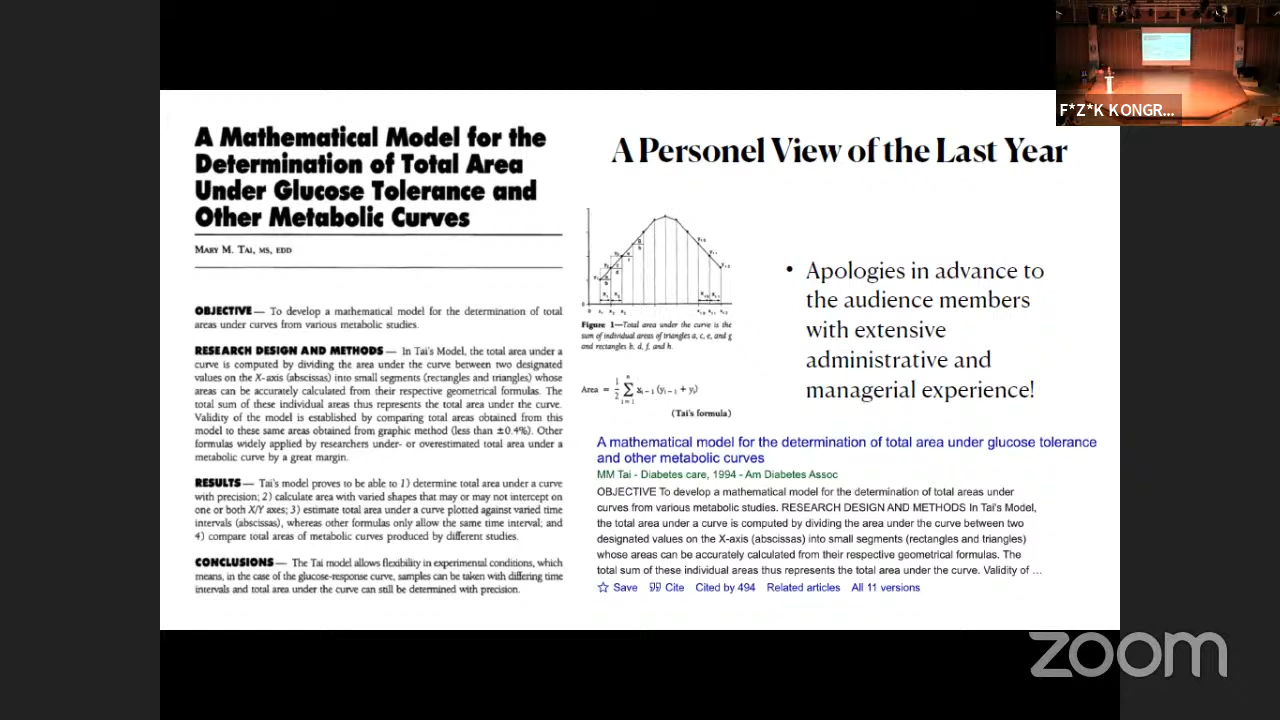 F*Z*K KONGR...
A Mathematical Model for the
Determination of Total Area
Under Glucose Tolerance and
Other Metabolic Curves
MARY M. TAI, MS, EDD
OBJECTIVE — To develop a mathematical model for the determination of total
areas under curves from various metabolic studies.
RESEARCH DESIGN AND METHODS — In Tai's Model, the total area under a
curve is computed by dividing the area under the curve between two designated
values on the X-axis (abscissas) into small segments (rectangles and triangles) whose
areas can be accurately calculated from their respective geometrical formulas. The
total sum of these individual areas thus represents the total area under the curve.
Validity of the model is established by comparing total areas obtained from this
model to these same areas obtained from graphic method (less than ±0.4%). Other
formulas widely applied by researchers under- or overestimated total area under a
metabolic curve by a great margin.
RESULTS — Tai's model proves to be able to 1) determine total area under a curve
with precision; 2) calculate area with varied shapes that may or may not intercept on
one or both X/Y axes; 3) estimate total area under a curve plotted against varied time
intervals (abscissas), whereas other formulas only allow the same time interval; and
4) compare total areas of metabolic curves produced by different studies.
CONCLUSIONS — The Tai model allows flexibility in experimental conditions, which
means, in the case of the glucose-response curve, samples can be taken with differing time
intervals and total area under the curve can still be determined with precision.
A Personel View of the Last Year
Figure 1—Total area under the curve is the
sum of individual areas of triangles a, c, e, and g
and rectangles b, d, f, and h.
Area = 1/2 ∑ xᵢ₋₁ (yᵢ₋₁ + yᵢ)
(Tai's formula)
• Apologies in advance to
the audience members
with extensive
administrative and
managerial experience!
A mathematical model for the determination of total area under glucose tolerance
and other metabolic curves
MM Tai - Diabetes care, 1994 - Am Diabetes Assoc
OBJECTIVE To develop a mathematical model for the determination of total areas under
curves from various metabolic studies. RESEARCH DESIGN AND METHODS In Tai's Model,
the total area under a curve is computed by dividing the area under the curve between two
designated values on the X-axis (abscissas) into small segments (rectangles and triangles)
whose areas can be accurately calculated from their respective geometrical formulas. The
total sum of these individual areas thus represents the total area under the curve. Validity of ...
Save Cite Cited by 494 Related articles All 11 versions
zoom